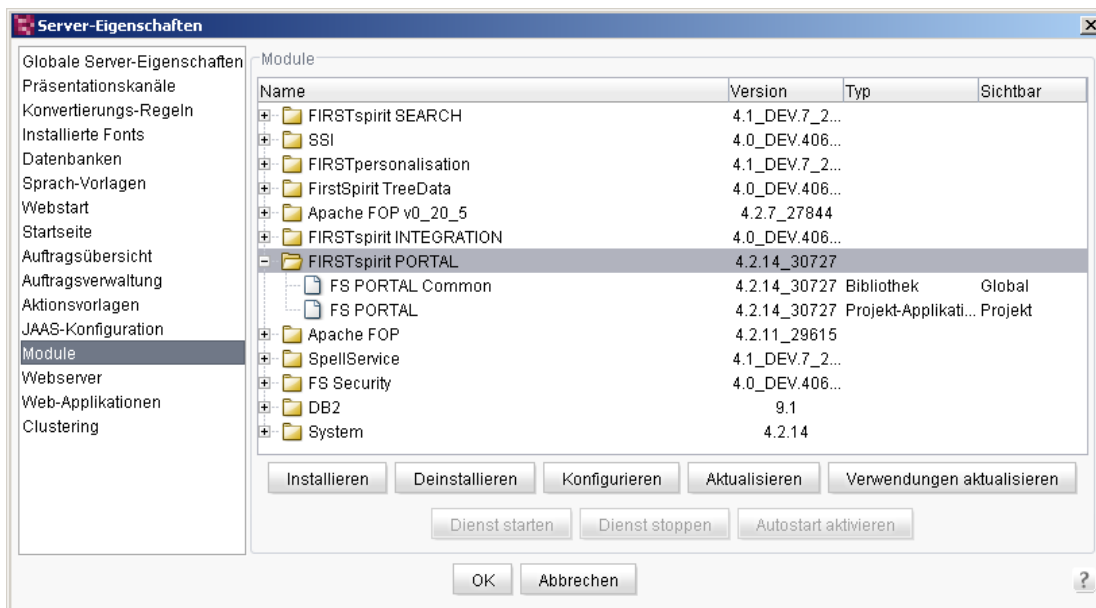 Server-Eigenschaften
Globale Server-Eigenschaften
Präsentationskanäle
Konvertierungs-Regeln
Installierte Fonts
Datenbanken
Sprach-Vorlagen
Webstart
Startseite
Auftragsübersicht
Auftragsverwaltung
Aktionsvorlagen
JAAS-Konfiguration
Module
Webserver
Web-Applikationen
Clustering
Module
Name Version Typ Sichtbar
FIRSTspirit SEARCH 4.1_DEV.7_2...
SSI 4.0_DEV.406...
FIRSTpersonalisation 4.1_DEV.7_2...
FirstSpirit TreeData 4.0_DEV.406...
Apache FOP v0_20_5 4.2.7_27844
FIRSTspirit INTEGRATION 4.0_DEV.406...
FIRSTspirit PORTAL 4.2.14_30727
FS PORTAL Common 4.2.14_30727 Bibliothek Global
FS PORTAL 4.2.14_30727 Projekt-Applikati... Projekt
Apache FOP 4.2.11_29615
SpellService 4.1_DEV.7_2...
FS Security 4.0_DEV.406...
DB2 9.1
System 4.2.14
Installieren Deinstallieren Konfigurieren Aktualisieren Verwendungen aktualisieren
Dienst starten Dienst stoppen Autostart aktivieren
OK Abbrechen ?